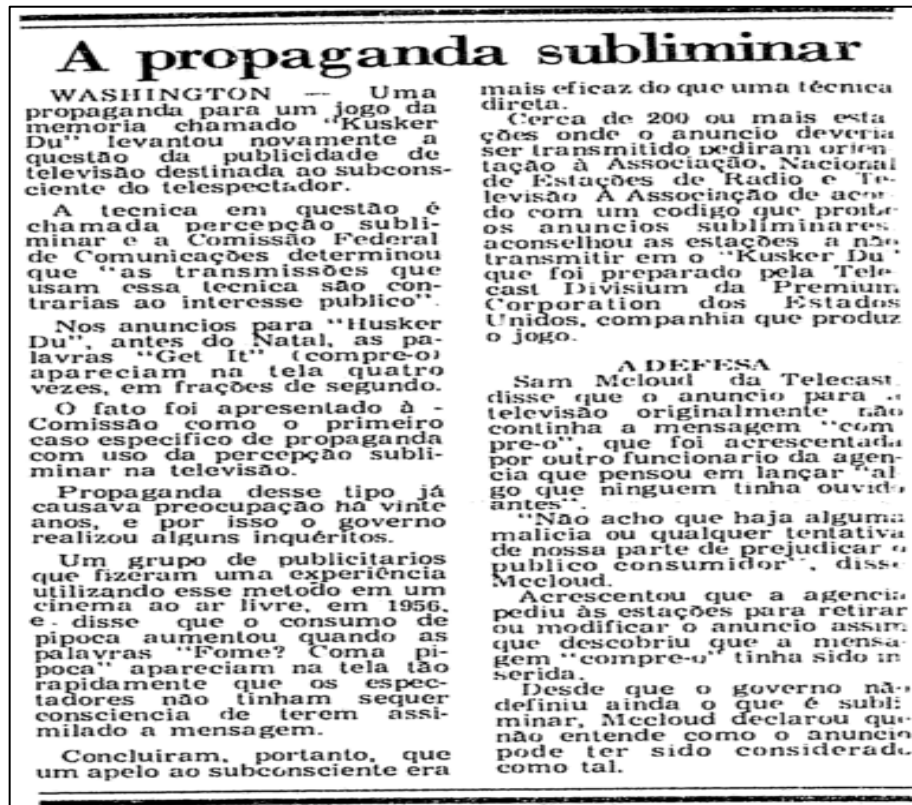 A propaganda subliminar
WASHINGTON — Uma
propaganda para um jogo da
memoria chamado "Kusker
Du" levantou novamente a
questão da publicidade de
televisão destinada ao subcons-
ciente do telespectador.
A tecnica em questão é
chamada percepção subli-
minar e a Comissão Federal
de Comunicações determinou
que "as transmissões que
usam essa tecnica são con-
trarias ao interesse publico".
Nos anuncios para "Husker
Du", antes do Natal, as pa-
lavras "Get It" (compre-o)
apareciam na tela quatro
vezes, em frações de segundo.
O fato foi apresentado à -
Comissão como o primeiro
caso especifico de propaganda
com uso da percepção subli-
minar na televisão.
Propaganda desse tipo já
causava preocupação há vinte
anos, e por isso o governo
realizou alguns inquéritos.
Um grupo de publicitarios
que fizeram uma experiência
utilizando esse metodo em um
cinema ao ar livre, em 1956,
e - disse que o consumo de
pipoca aumentou quando as
palavras "Fome? Coma pi-
poca" apareciam na tela tão
rapidamente que os espec-
tadores não tinham sequer
consciencia de terem assi-
milado a mensagem.
Concluiram, portanto, que
um apelo ao subconsciente era
mais eficaz do que uma técnica
direta.
Cerca de 200 ou mais esta
ções onde o anuncio deveria
ser transmitido pediram orien-
tação à Associação, Nacional
de Estações de Radio e Te-
levisão A Associação de acor-
do com um codigo que proibe
os anuncios subliminares,
aconselhou as estações a não
transmitir em o "Kusker Du"
que foi preparado pela Tele-
cast Divisium da Premium
Corporation dos Estados
Unidos, companhia que produz
o jogo.
A DEFESA
Sam Mcloud da Telecast
disse que o anuncio para
televisão originalmente não
continha a mensagem "com
pre-o", que foi acrescentada
por outro funcionario da agen-
cia que pensou em lançar "al
go que ninguem tinha ouvido
antes".
"Não acho que haja alguma
malicia ou qualquer tentativa
de nossa parte de prejudicar o
publico consumidor", disse
Mccloud.
Acrescentou que a agencia
pediu às estações para retirar
ou modificar o anuncio assim
que descobriu que a mensa-
gem "compre-o" tinha sido in
serida.
Desde que o governo não
definiu ainda o que é subli
minar, Mccloud declarou que
não entende como o anuncio
pode ter sido considerado
como tal.